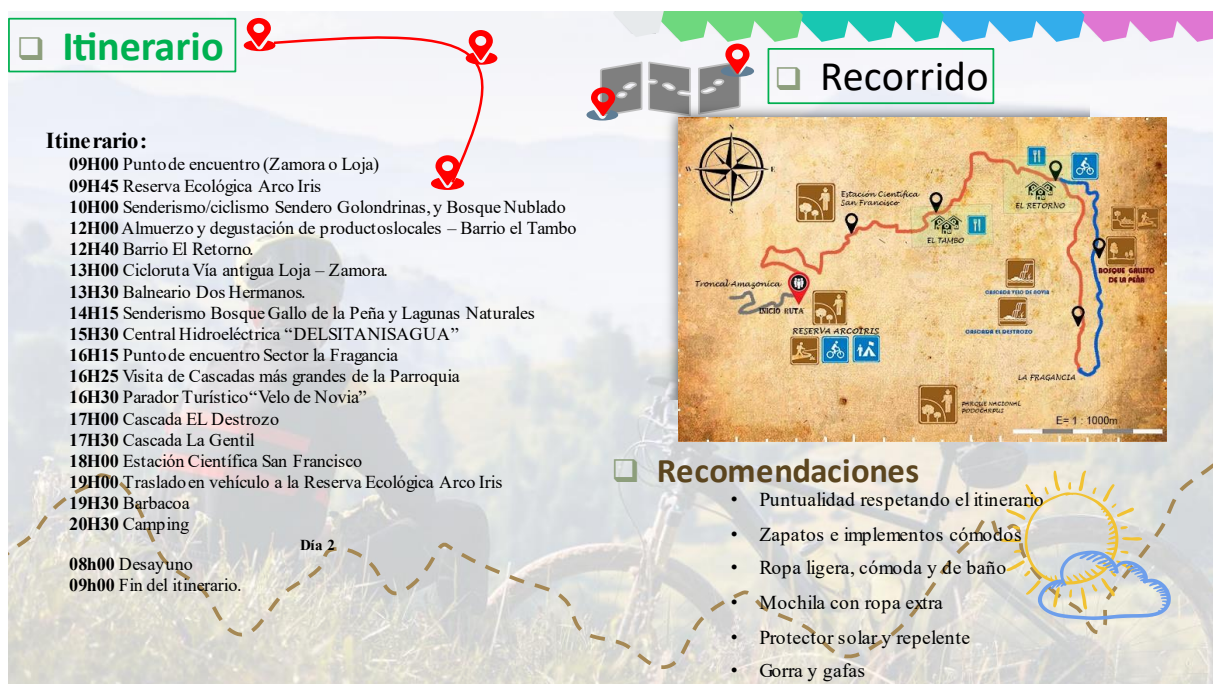 Itinerario
Itinerario:
09H00 Punto de encuentro (Zamora o Loja)
09H45 Reserva Ecológica Arco Iris
10H00 Senderismo/ciclismo Sendero Golondrinas, y Bosque Nublado
12H00 Almuerzo y degustación de productos locales – Barrio el Tambo
12H40 Barrio El Retorno.
13H00 Cicloruta Vía antigua Loja – Zamora.
13H30 Balneario Dos Hermanos.
14H15 Senderismo Bosque Gallo de la Peña y Lagunas Naturales
15H30 Central Hidroeléctrica “DELSITANISAGUA”
16H15 Punto de encuentro Sector la Fragancia
16H25 Visita de Cascadas más grandes de la Parroquia
16H30 Parador Turístico “Velo de Novia”
17H00 Cascada EL Destrozo
17H30 Cascada La Gentil
18H00 Estación Científica San Francisco
19H00 Traslado en vehículo a la Reserva Ecológica Arco Iris
19H30 Barbacoa
20H30 Camping
Día 2
08h00 Desayuno
09h00 Fin del itinerario.
Recorrido
N
W
E
S
Estación Científica
San Francisco
EL RETORNO
EL TAMBO
Troncal Amazonica
INICIO RUTA
RESERVA ARCOÍRIS
CASCADA VELO DE NOVIA
CASCADA EL DESTROZO
BOSQUE GALLITO
DE LA PEÑA
LA FRAGANCIA
PARQUE NACIONAL
PODOCARPUS
E= 1 : 1000m
Recomendaciones
• Puntualidad respetando el itinerario
• Zapatos e implementos cómodos
• Ropa ligera, cómoda y de baño
• Mochila con ropa extra
• Protector solar y repelente
• Gorra y gafas